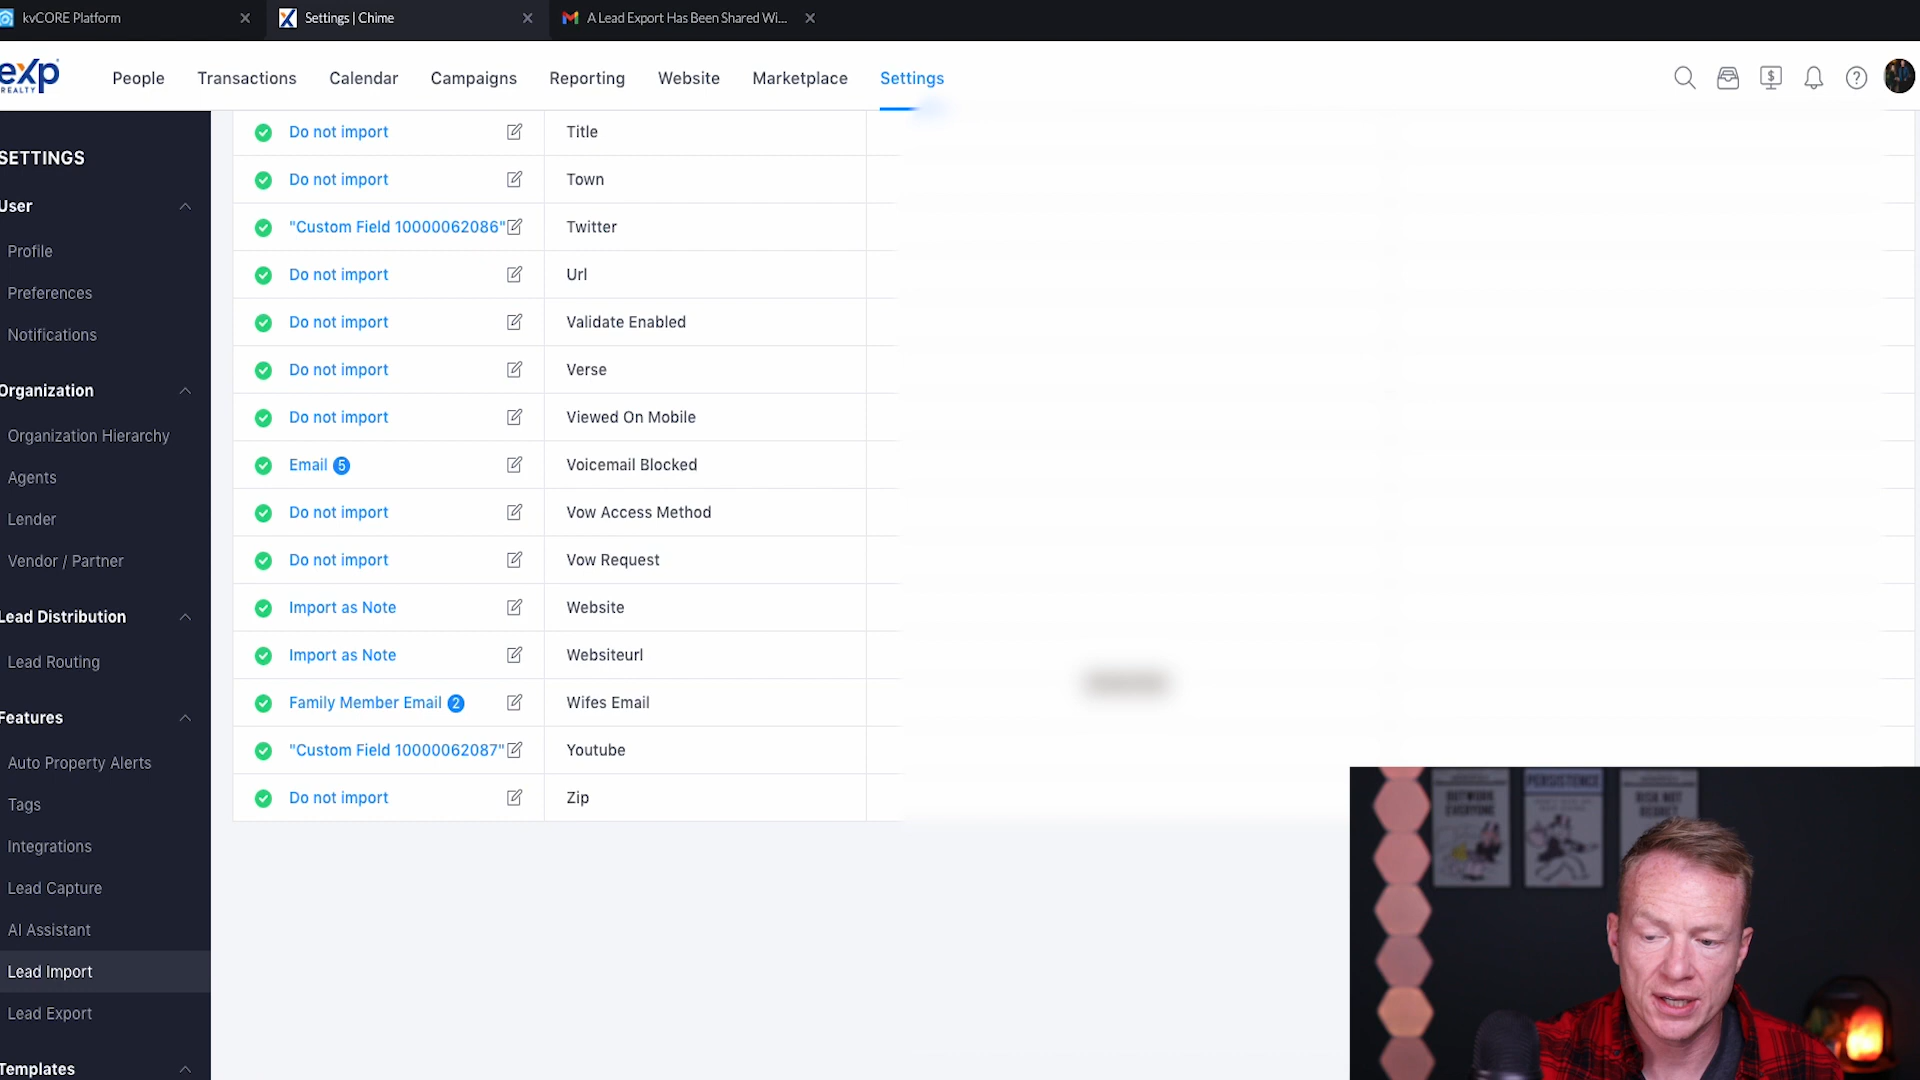 kvCORE Platform
Settings | Chime
A Lead Export Has Been Shared Wi...
exp
REALTY
People
Transactions
Calendar
Campaigns
Reporting
Website
Marketplace
Settings
SETTINGS
User
Profile
Preferences
Notifications
Organization
Organization Hierarchy
Agents
Lender
Vendor / Partner
Lead Distribution
Lead Routing
Features
Auto Property Alerts
Tags
Integrations
Lead Capture
AI Assistant
Lead Import
Lead Export
Templates
Do not import Title
Do not import Town
"Custom Field 10000062086" Twitter
Do not import Url
Do not import Validate Enabled
Do not import Verse
Do not import Viewed On Mobile
Email 5 Voicemail Blocked
Do not import Vow Access Method
Do not import Vow Request
Import as Note Website
Import as Note Websiteurl
Family Member Email 2 Wifes Email
"Custom Field 10000062087" Youtube
Do not import Zip
OUTWORK
EVERYONE
PERSISTENCE
RISK NOT
REGRET